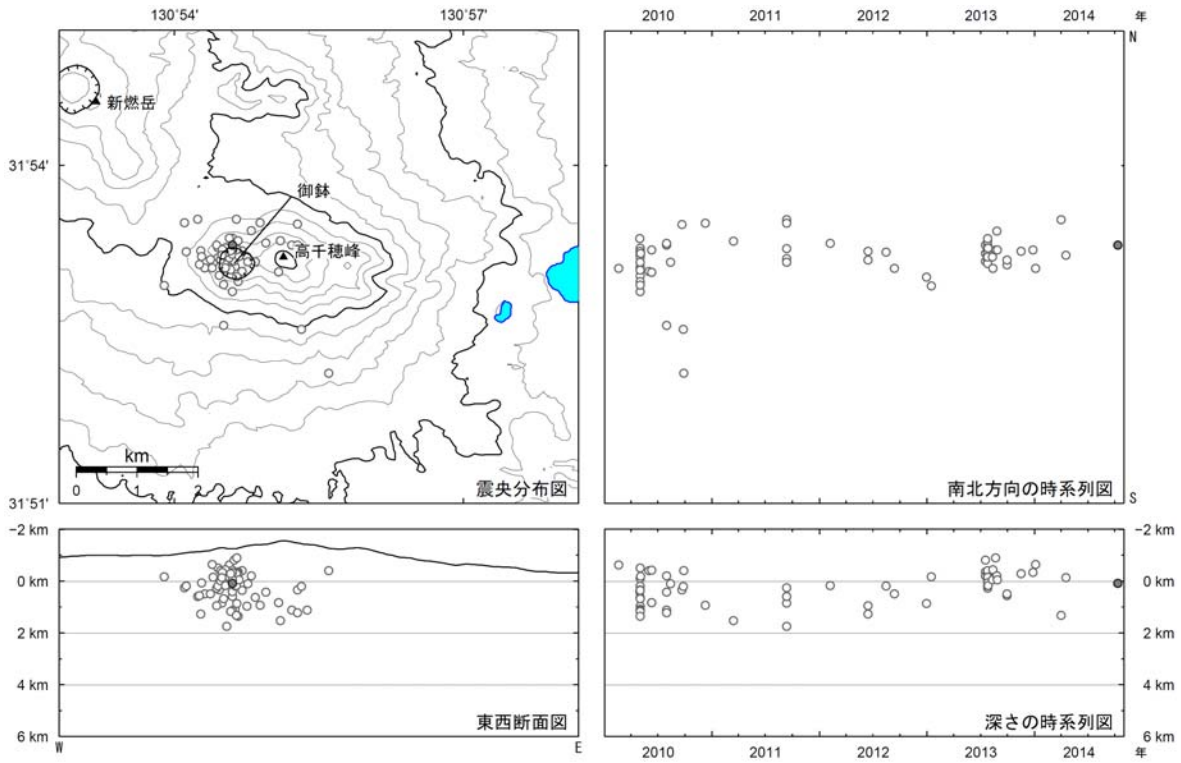 130°54′ 130°57′
2010 2011 2012 2013 2014 年
N
新燃岳
31°54′
御鉢
高千穂峰
km
0 1 2
震央分布図
南北方向の時系列図
31°51′
S
-2 km
0 km
2 km
4 km
6 km
東西断面図
W E
-2 km
0 km
2 km
4 km
6 km
深さの時系列図
2010 2011 2012 2013 2014 年